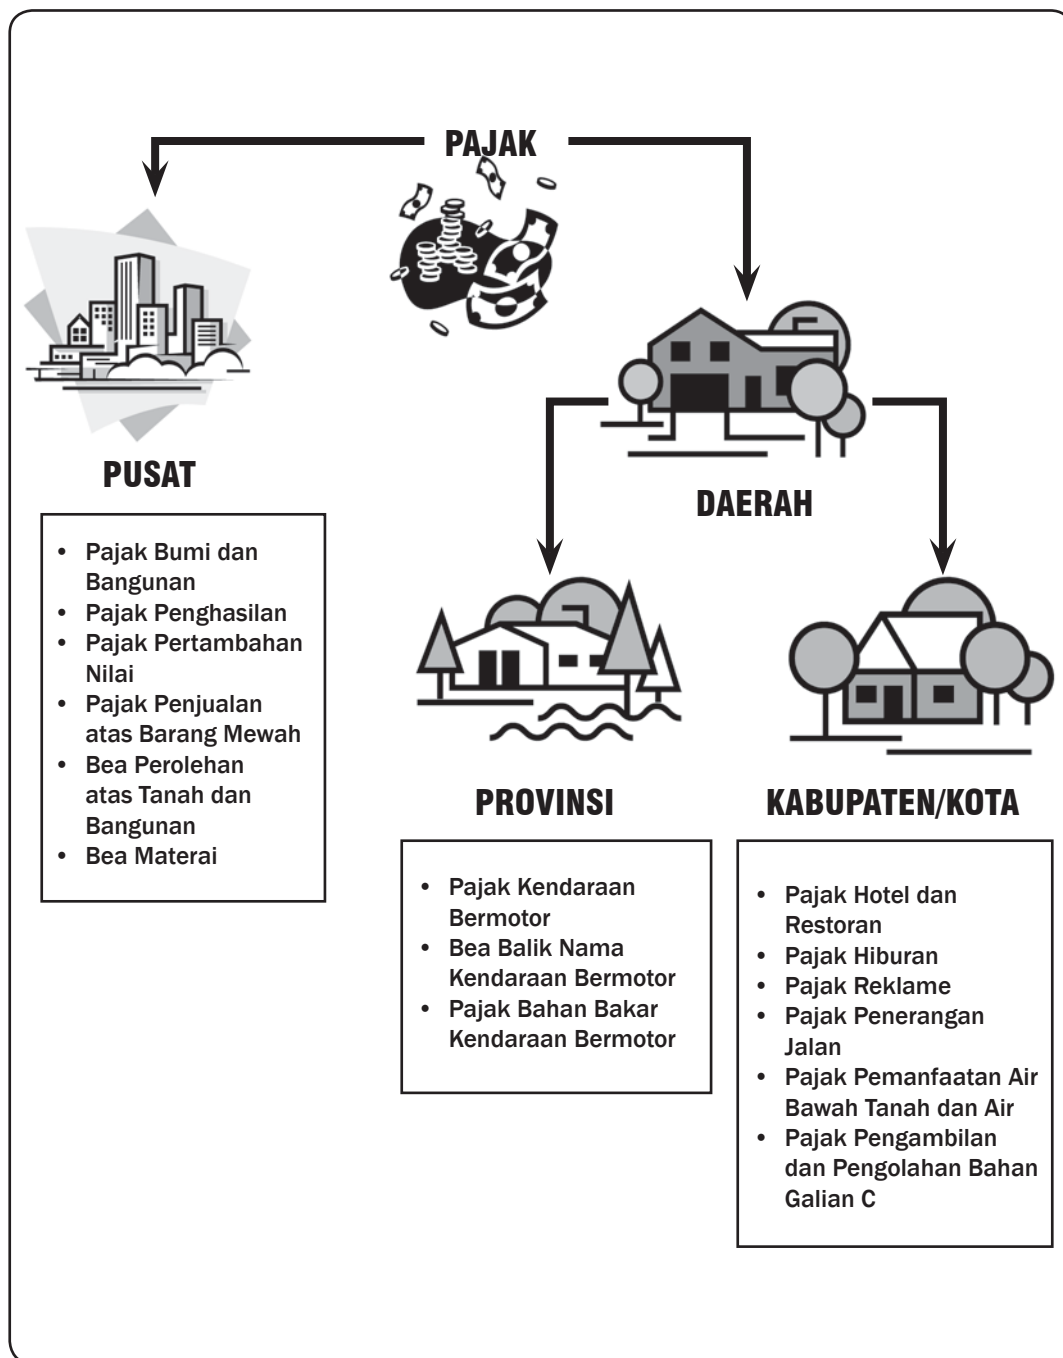 PAJAK
PUSAT
• Pajak Bumi dan
Bangunan
• Pajak Penghasilan
• Pajak Pertambahan
Nilai
• Pajak Penjualan
atas Barang Mewah
• Bea Perolehan
atas Tanah dan
Bangunan
• Bea Materai
DAERAH
PROVINSI
• Pajak Kendaraan
Bermotor
• Bea Balik Nama
Kendaraan Bermotor
• Pajak Bahan Bakar
Kendaraan Bermotor
KABUPATEN/KOTA
• Pajak Hotel dan
Restoran
• Pajak Hiburan
• Pajak Reklame
• Pajak Penerangan
Jalan
• Pajak Pemanfaatan Air
Bawah Tanah dan Air
• Pajak Pengambilan
dan Pengolahan Bahan
Galian C